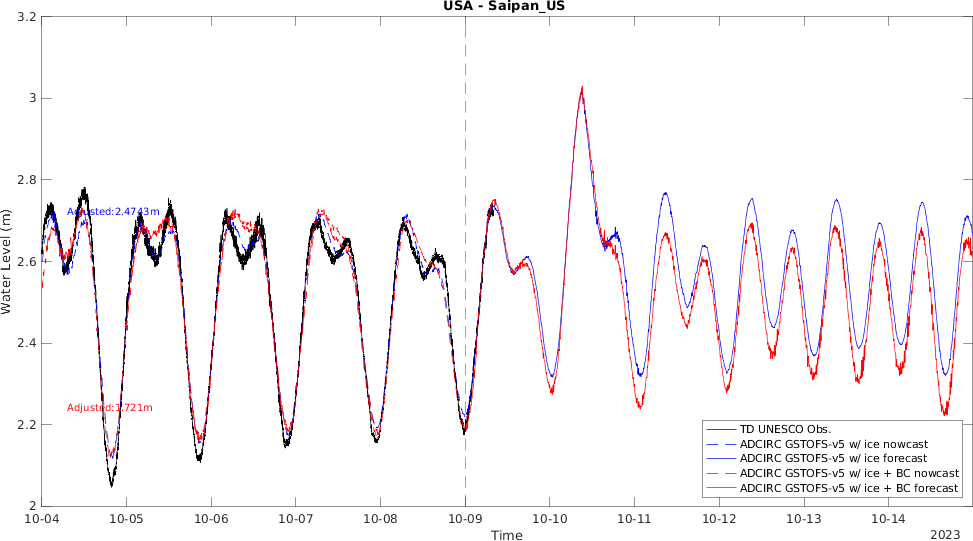 USA - Saipan_US
Water Level (m)
3.2
3
2.8
2.6
2.4
2.2
2
Adjusted:2.4743m
Adjusted:1.721m
TD UNESCO Obs.
ADCIRC GSTOFS-v5 w/ ice nowcast
ADCIRC GSTOFS-v5 w/ ice forecast
ADCIRC GSTOFS-v5 w/ ice + BC nowcast
ADCIRC GSTOFS-v5 w/ ice + BC forecast
10-04 10-05 10-06 10-07 10-08 10-09 10-10 10-11 10-12 10-13 10-14
Time
2023